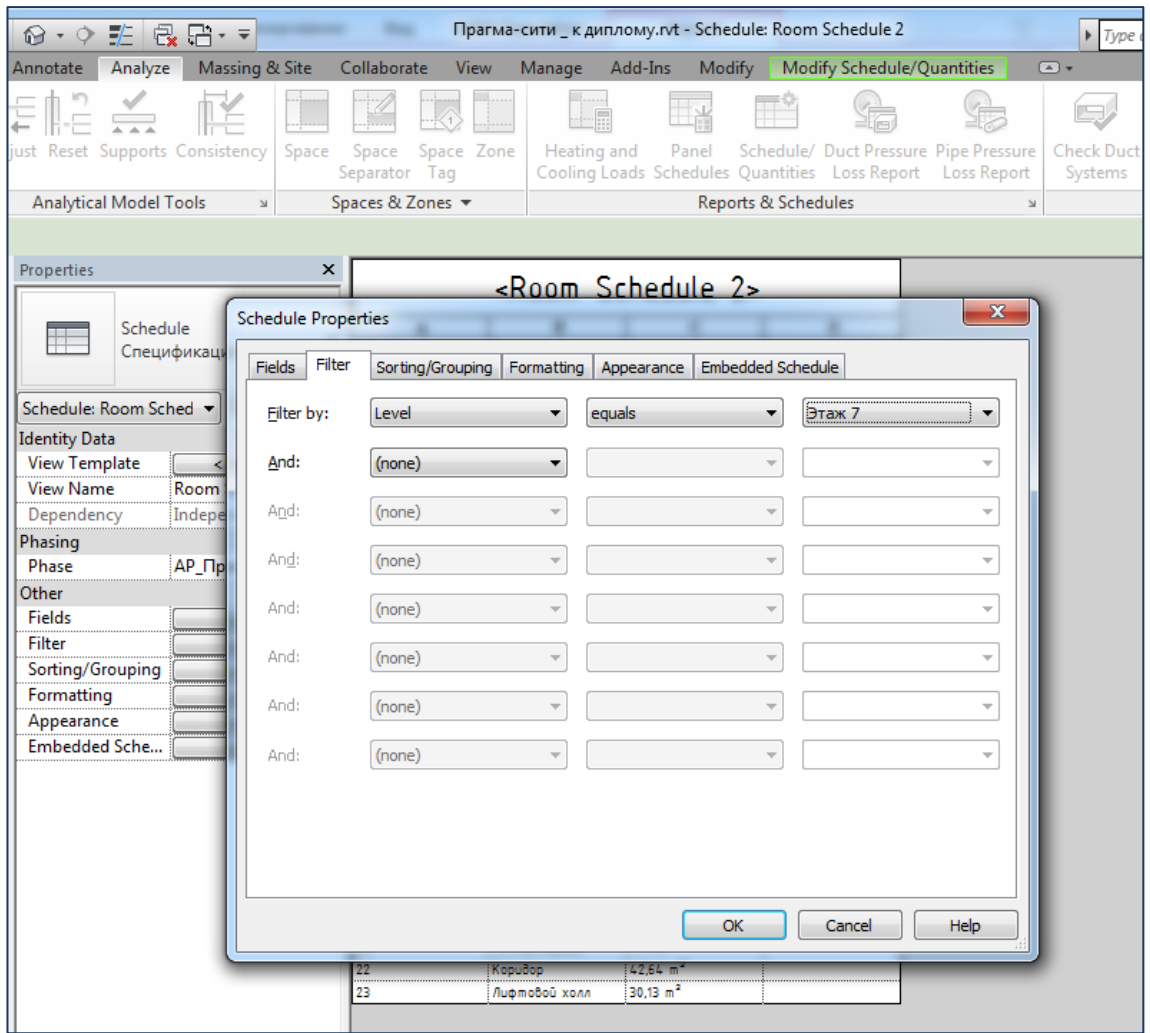 Прагма-сити _ к диплому.rvt - Schedule: Room Schedule 2
Type
Annotate Analyze Massing & Site Collaborate View Manage Add-Ins Modify Modify Schedule/Quantities
just Reset Supports Consistency Space Space Separator Space Tag Zone Heating and Cooling Loads Panel Schedules Schedule/ Quantities Duct Pressure Loss Report Pipe Pressure Loss Report Check Duct Systems
Analytical Model Tools Spaces & Zones Reports & Schedules
Properties
Schedule
Спецификаци
Schedule: Room Sched
Identity Data
View Template <
View Name Room
Dependency Indepe
Phasing
Phase АР_Пр
Other
Fields
Filter
Sorting/Grouping
Formatting
Appearance
Embedded Sche...
<Room Schedule 2>
Schedule Properties
Fields Filter Sorting/Grouping Formatting Appearance Embedded Schedule
Filter by: Level equals Этаж 7
And: (none)
And: (none)
And: (none)
And: (none)
And: (none)
And: (none)
And: (none)
OK Cancel Help
22 Коридор 42,64 m²
23 Лифтовой холл 30,13 m²